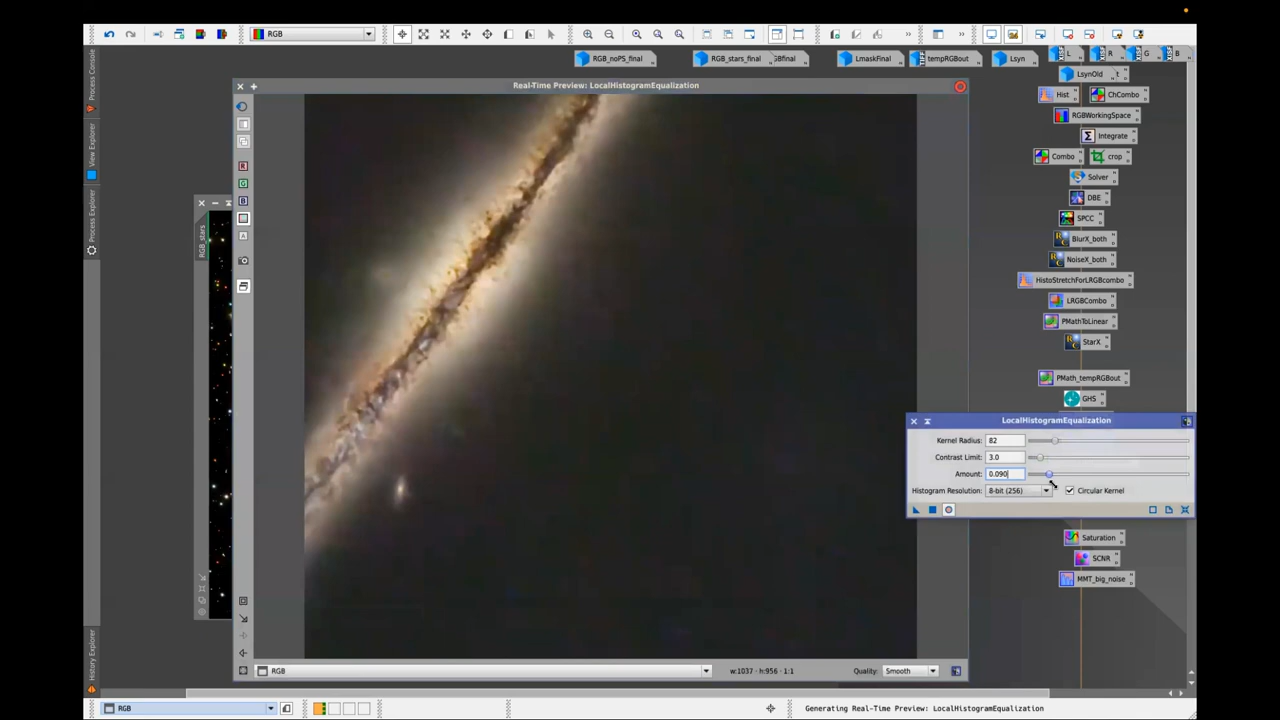 RGB
RGB_noPS_final
RGB_stars_final
LmaskFinal
tempRGBout
Lsyn
L
R
G
B
LsynOld
Hist
ChCombo
RGBWorkingSpace
Integrate
Combo
crop
Solver
DBE
SPCC
BlurX_both
NoiseX_both
HistoStretchForLRGBcombo
LRGBCombo
PMathToLinear
StarX
PMath_tempRGBout
GHS
Saturation
SCNR
MMT_big_noise
Process Console
View Explorer
Process Explorer
History Explorer
RGB_stars
Real-Time Preview: LocalHistogramEqualization
R
G
B
A
LocalHistogramEqualization
Kernel Radius: 82
Contrast Limit: 3.0
Amount: 0.090
Histogram Resolution: 8-bit (256)
Circular Kernel
RGB
w:1037 · h:956 · 1:1
Quality: Smooth
RGB
Generating Real-Time Preview: LocalHistogramEqualization